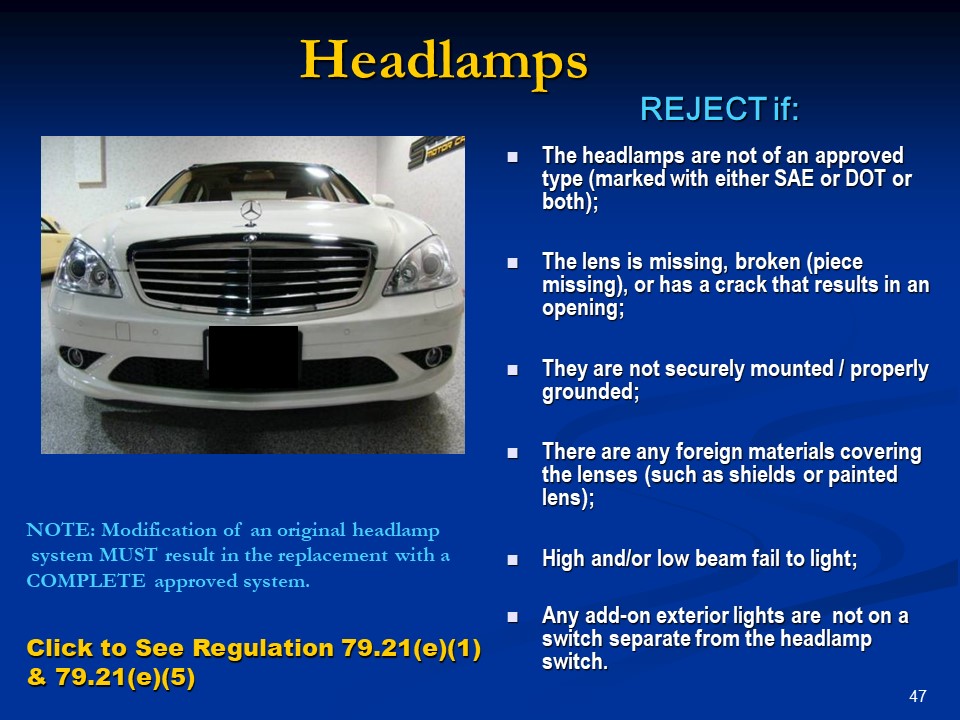 Headlamps
REJECT if:
■ The headlamps are not of an approved
type (marked with either SAE or DOT or
both);
■ The lens is missing, broken (piece
missing), or has a crack that results in an
opening;
■ They are not securely mounted / properly
grounded;
■ There are any foreign materials covering
the lenses (such as shields or painted
lens);
■ High and/or low beam fail to light;
■ Any add-on exterior lights are not on a
switch separate from the headlamp
switch.
MOTOR CA
NOTE: Modification of an original headlamp
system MUST result in the replacement with a
COMPLETE approved system.
Click to See Regulation 79.21(e)(1)
& 79.21(e)(5)
47